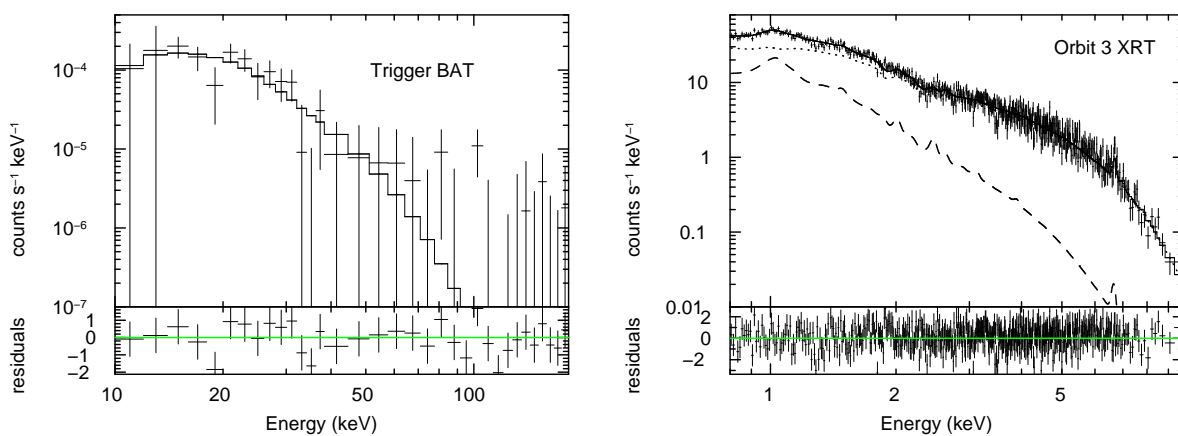 Trigger BAT
10⁻⁴
10⁻⁵
10⁻⁶
10⁻⁷
counts s⁻¹ keV⁻¹
1
0
−1
−2
residuals
10 20 50 100
Energy (keV)
Orbit 3 XRT
10
1
0.1
0.01
counts s⁻¹ keV⁻¹
2
0
−2
residuals
1 2 5
Energy (keV)